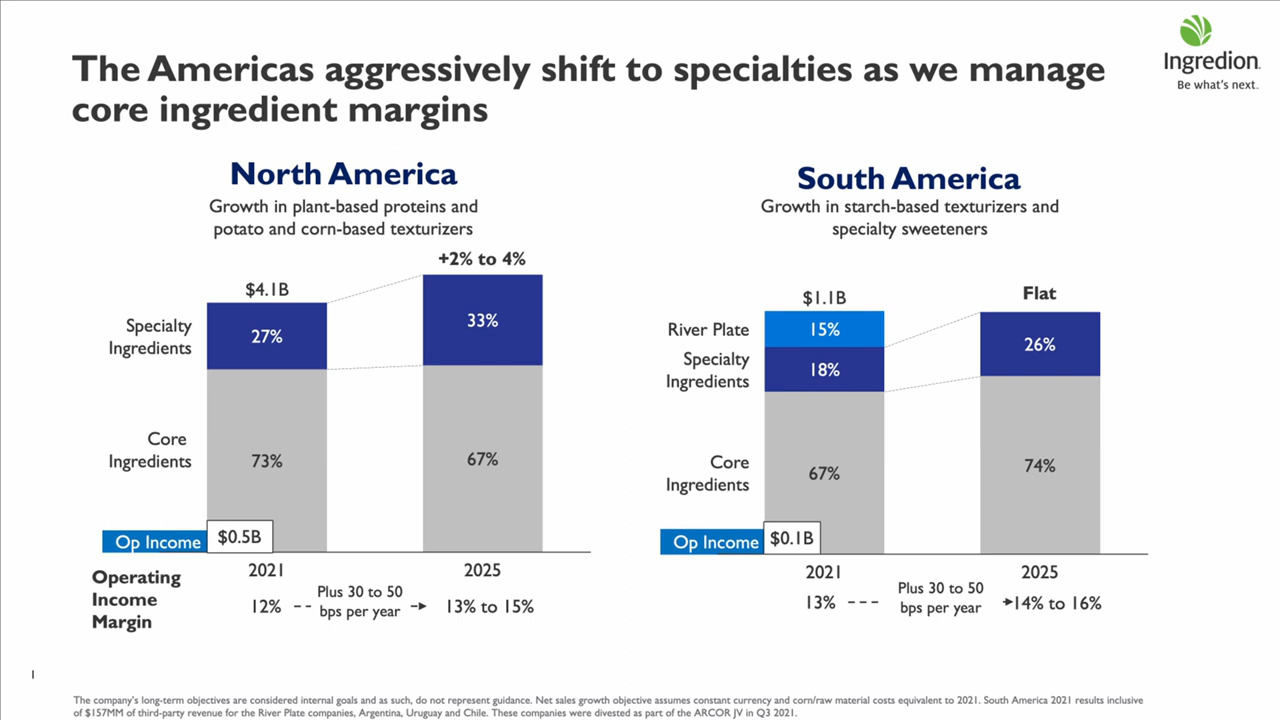 The Americas aggressively shift to specialties as we manage
core ingredient margins
Ingredion
Be what's next.
North America
Growth in plant-based proteins and
potato and corn-based texturizers
+2% to 4%
$4.1B
Specialty
Ingredients
27%
33%
Core
Ingredients
73%
67%
Op Income
$0.5B
2021
2025
Operating
Income
Margin
12%
Plus 30 to 50
bps per year
13% to 15%
South America
Growth in starch-based texturizers and
specialty sweeteners
$1.1B
Flat
River Plate
15%
Specialty
Ingredients
18%
26%
Core
Ingredients
67%
74%
Op Income
$0.1B
2021
2025
13%
Plus 30 to 50
bps per year
14% to 16%
1
The company's long-term objectives are considered internal goals and as such, do not represent guidance. Net sales growth objective assumes constant currency and corn/raw material costs equivalent to 2021. South America 2021 results inclusive
of $157MM of third-party revenue for the River Plate companies, Argentina, Uruguay and Chile. These companies were divested as part of the ARCOR JV in Q3 2021.